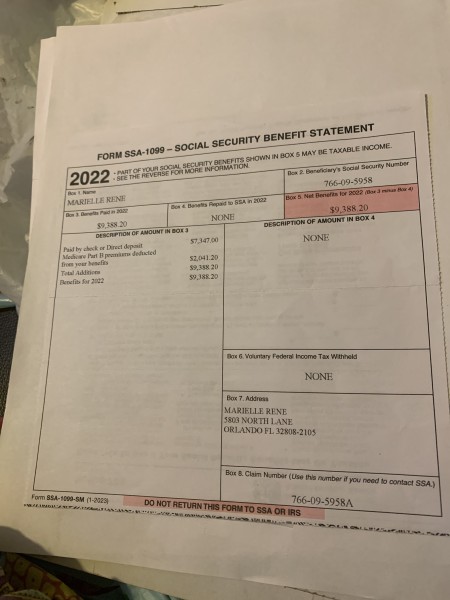 FORM SSA-1099 – SOCIAL SECURITY BENEFIT STATEMENT
2022
- PART OF YOUR SOCIAL SECURITY BENEFITS SHOWN IN BOX 5 MAY BE TAXABLE INCOME.
- SEE THE REVERSE FOR MORE INFORMATION.
Box 1. Name
MARIELLE RENE
Box 2. Beneficiary's Social Security Number
766-09-5958
Box 3. Benefits Paid in 2022
$9,388.20
Box 4. Benefits Repaid to SSA in 2022
NONE
Box 5. Net Benefits for 2022 (Box 3 minus Box 4)
$9,388.20
DESCRIPTION OF AMOUNT IN BOX 3
Paid by check or Direct deposit $7,347.00
Medicare Part B premiums deducted
from your benefits $2,041.20
Total Additions $9,388.20
Benefits for 2022 $9,388.20
DESCRIPTION OF AMOUNT IN BOX 4
NONE
Box 6. Voluntary Federal Income Tax Withheld
NONE
Box 7. Address
MARIELLE RENE
5803 NORTH LANE
ORLANDO FL 32808-2105
Box 8. Claim Number (Use this number if you need to contact SSA.)
766-09-5958A
Form SSA-1099-SM (1-2023)
DO NOT RETURN THIS FORM TO SSA OR IRS